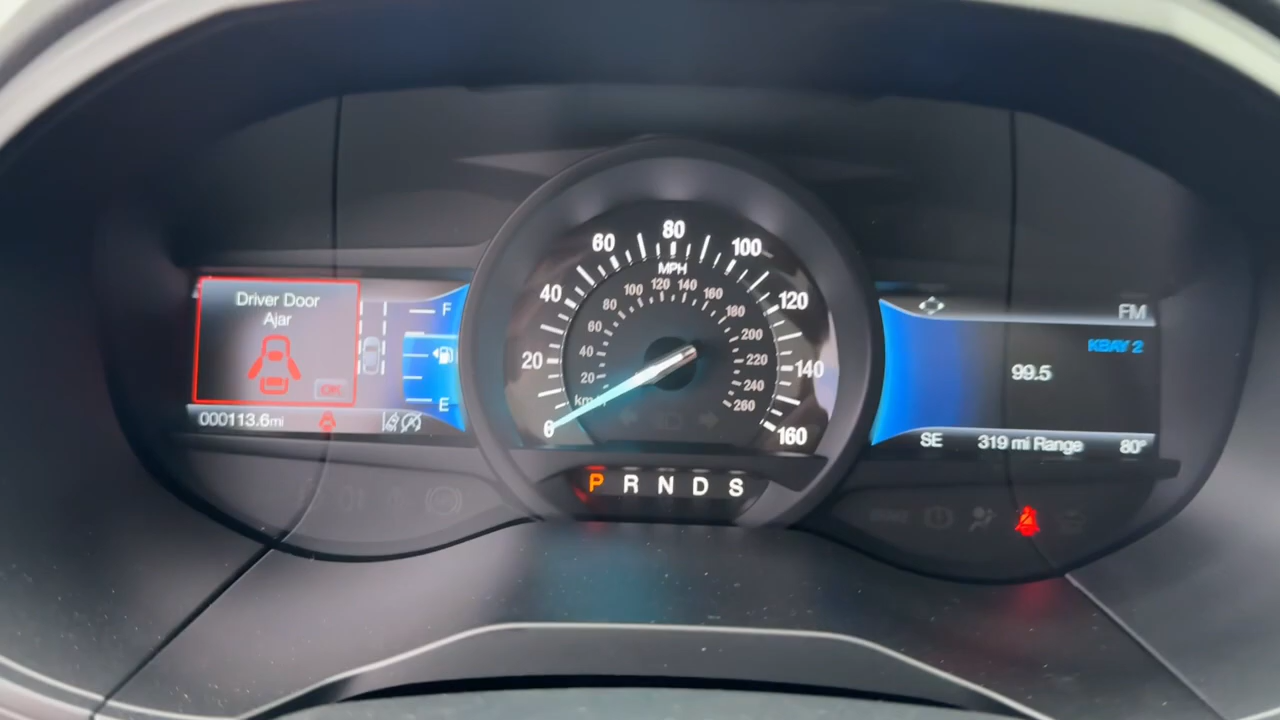 Driver Door
Ajar
OK
000113.6mi
F
E
0
20
40
60
80
100
120
140
160
MPH
km/h
20
40
60
80
100
120
140
160
180
200
220
240
260
P R N D S
FM
KBAY 2
99.5
SE 319 mi Range 80°